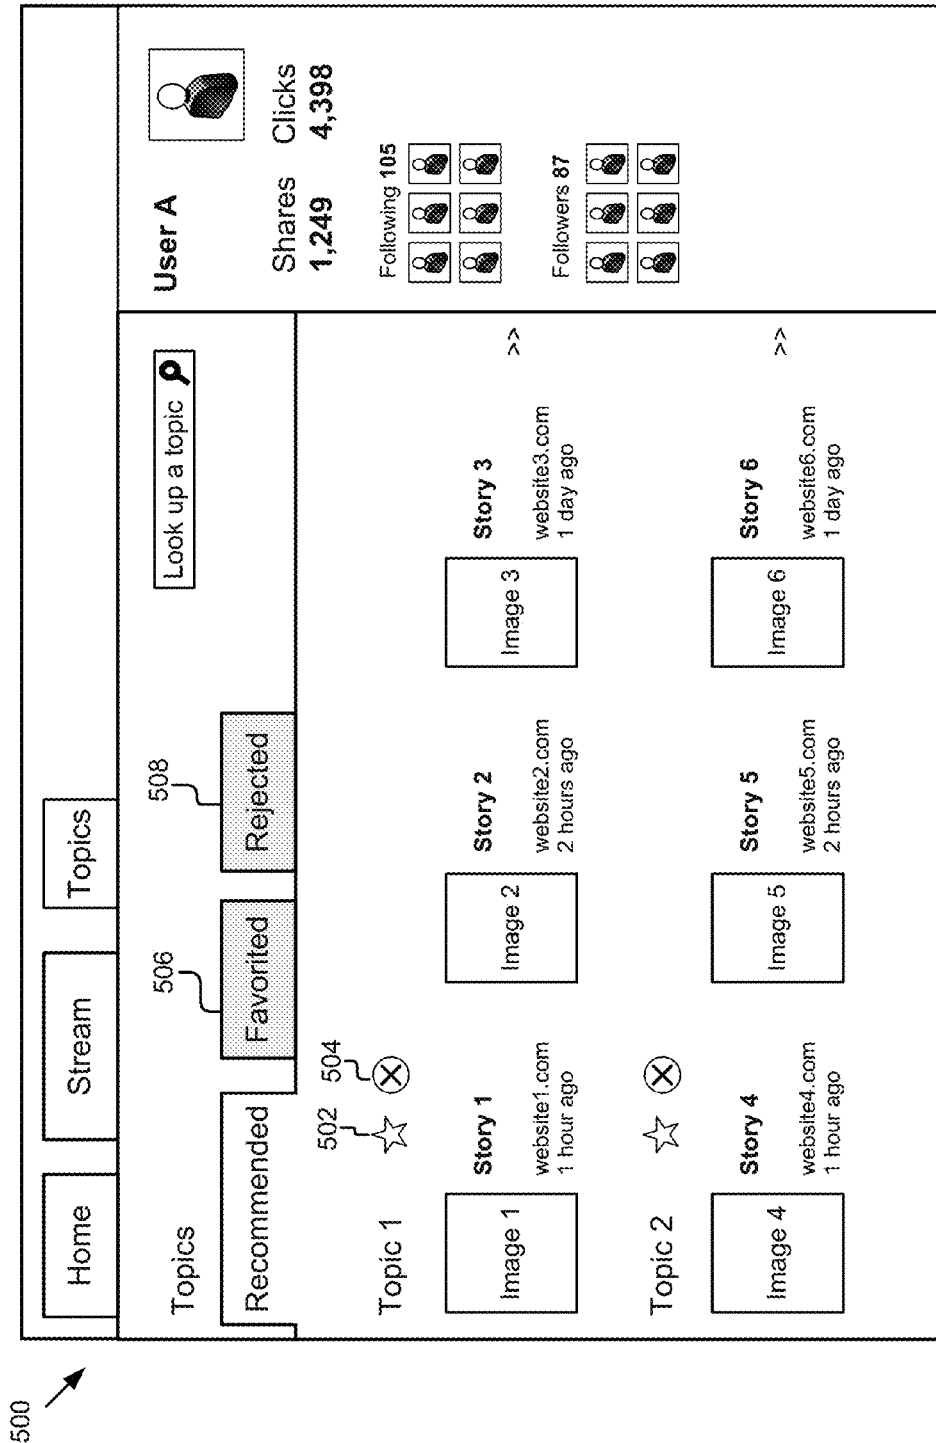 500
Home
Stream
Topics
Topics
Look up a topic
Recommended
Favorited
506
Rejected
508
Topic 1
502
504
Image 1
Story 1
website1.com
1 hour ago
Image 2
Story 2
website2.com
2 hours ago
Image 3
Story 3
website3.com
1 day ago
>>
Topic 2
Image 4
Story 4
website4.com
1 hour ago
Image 5
Story 5
website5.com
2 hours ago
Image 6
Story 6
website6.com
1 day ago
>>
User A
Shares Clicks
1,249 4,398
Following 105
Followers 87